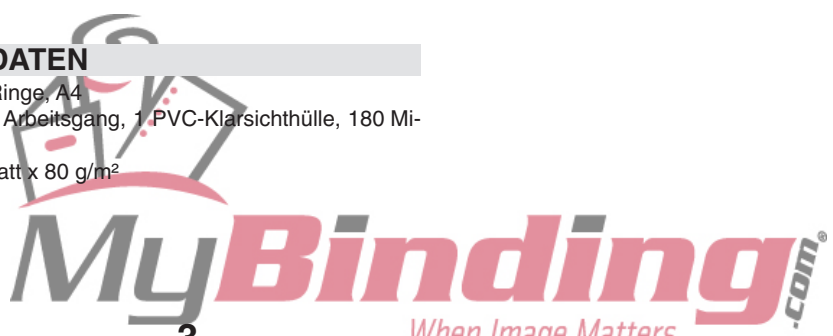 DATEN
Ringe, A4
Arbeitsgang, 1 PVC-Klarsichthülle, 180 Mi-
att x 80 g/m²
MyBinding.com®
3
When Image Matters